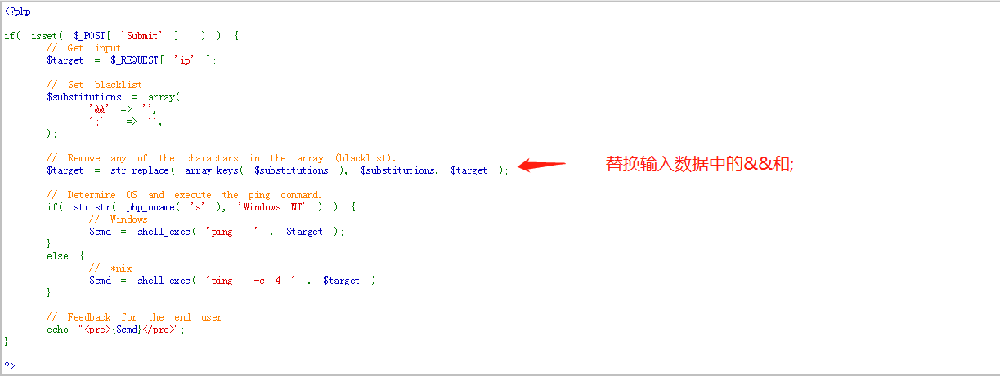 <?php
if( isset( $_POST[ 'Submit' ] ) ) {
// Get input
$target = $_REQUEST[ 'ip' ];
// Set blacklist
$substitutions = array(
'&&' => '',
';' => '',
);
// Remove any of the charactars in the array (blacklist).
$target = str_replace( array_keys( $substitutions ), $substitutions, $target ); 替换输入数据中的&&和;
// Determine OS and execute the ping command.
if( stristr( php_uname( 's' ), 'Windows NT' ) ) {
// Windows
$cmd = shell_exec( 'ping ' . $target );
}
else {
// *nix
$cmd = shell_exec( 'ping -c 4 ' . $target );
}
// Feedback for the end user
echo "<pre>{$cmd}</pre>";
}
?>